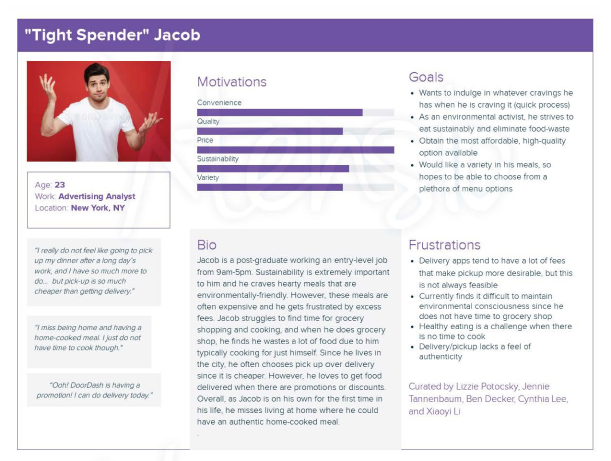 "Tight Spender" Jacob
Age: 23
Work: Advertising Analyst
Location: New York, NY
"I really do not feel like going to pick
up my dinner after a long day's
work, and I have so much more to
do... but pick-up is so much
cheaper than getting delivery."
"I miss being home and having a
home-cooked meal. I just do not
have time to cook though."
"Ooh! DoorDash is having a
promotion! I can do delivery today."
Motivations
Convenience
Quality
Price
Sustainability
Variety
Bio
Jacob is a post-graduate working an entry-level job
from 9am-5pm. Sustainability is extremely important
to him and he craves hearty meals that are
environmentally-friendly. However, these meals are
often expensive and he gets frustrated by excess
fees. Jacob struggles to find time for grocery
shopping and cooking, and when he does grocery
shop, he finds he wastes a lot of food due to him
typically cooking for just himself. Since he lives in
the city, he often chooses pick up over delivery
since it is cheaper. However, he loves to get food
delivered when there are promotions or discounts.
Overall, as Jacob is on his own for the first time in
his life, he misses living at home where he could
have an authentic home-cooked meal.
.
Goals
• Wants to indulge in whatever cravings he
has when he is craving it (quick process)
• As an environmental activist, he strives to
eat sustainably and eliminate food-waste
• Obtain the most affordable, high-quality
option available
• Would like a variety in his meals, so
hopes to be able to choose from a
plethora of menu options
Frustrations
• Delivery apps tend to have a lot of fees
that make pickup more desirable, but this
is not always feasible
• Currently finds it difficult to maintain
environmental consciousness since he
does not have time to grocery shop
• Healthy eating is a challenge when there
is no time to cook
• Delivery/pickup lacks a feel of
authenticity
Curated by Lizzie Potocsky, Jennie
Tannenbaum, Ben Decker, Cynthia Lee,
and Xiaoyi Li